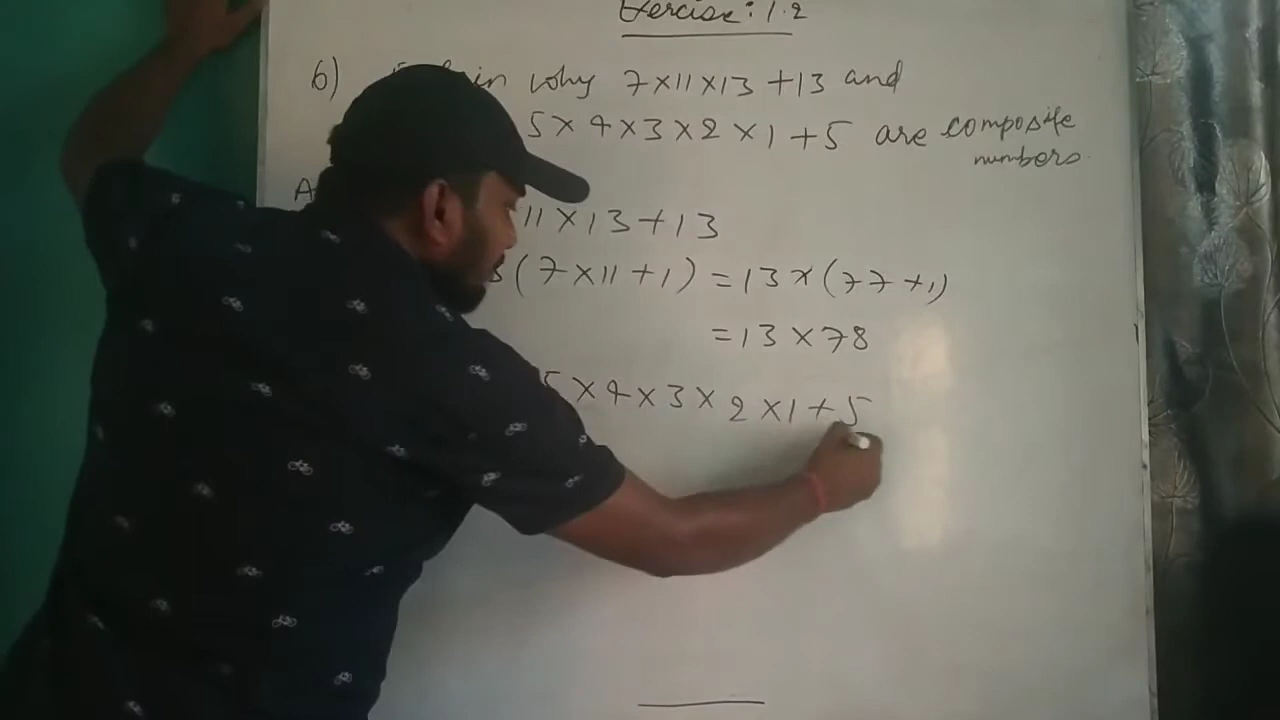 Exercise: 1.2
6) why 7×11×13+13 and
5×4×3×2×1+5 are composite
numbers.
A
11×13+13
(7×11+1) = 13×(77+1)
=13×78
5×4×3×2×1+5